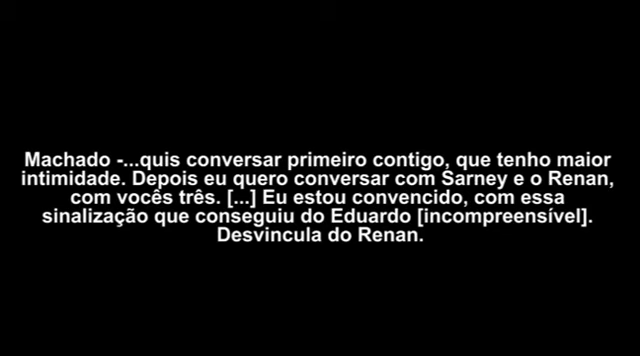 Machado -...quis conversar primeiro contigo, que tenho maior
intimidade. Depois eu quero conversar com Sarney e o Renan,
com vocês três. [...] Eu estou convencido, com essa
sinalização que conseguiu do Eduardo [incompreensível].
Desvincula do Renan.